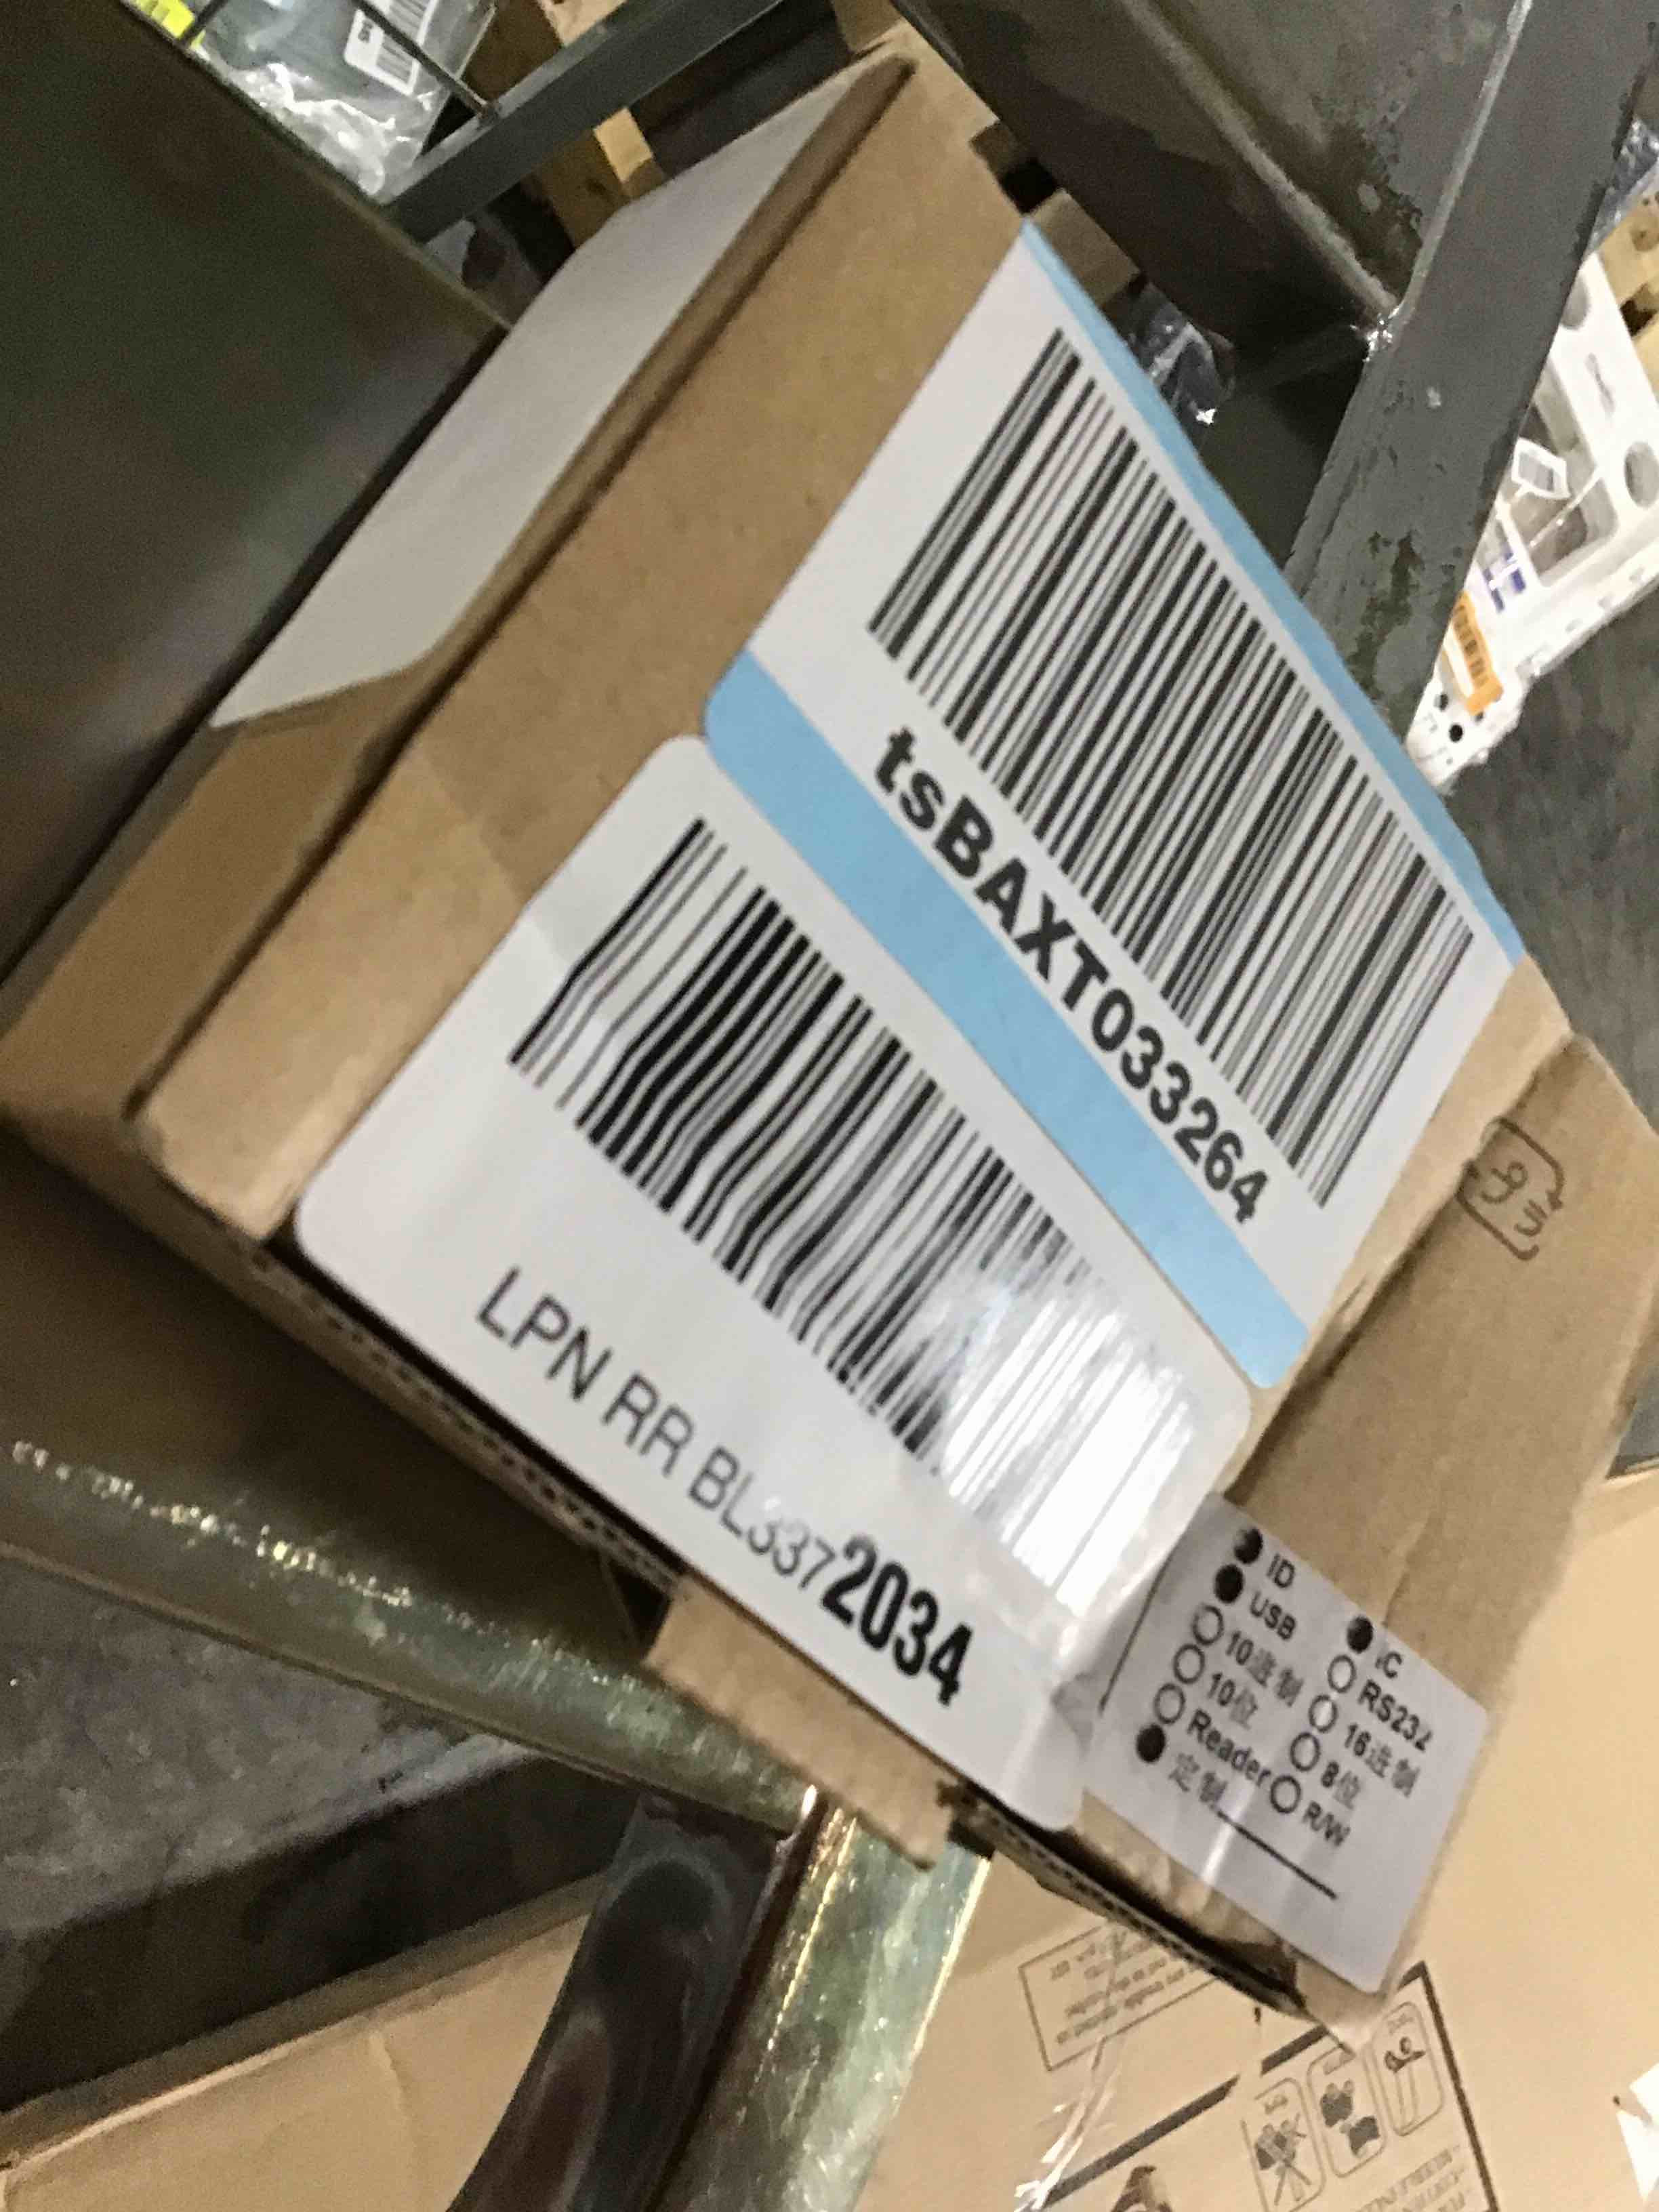 tsBAXT033264
LPN RR BL3372034
ID
IC
USB
RS232
10进制
16进制
10位
8位
Reader
R/W
定制